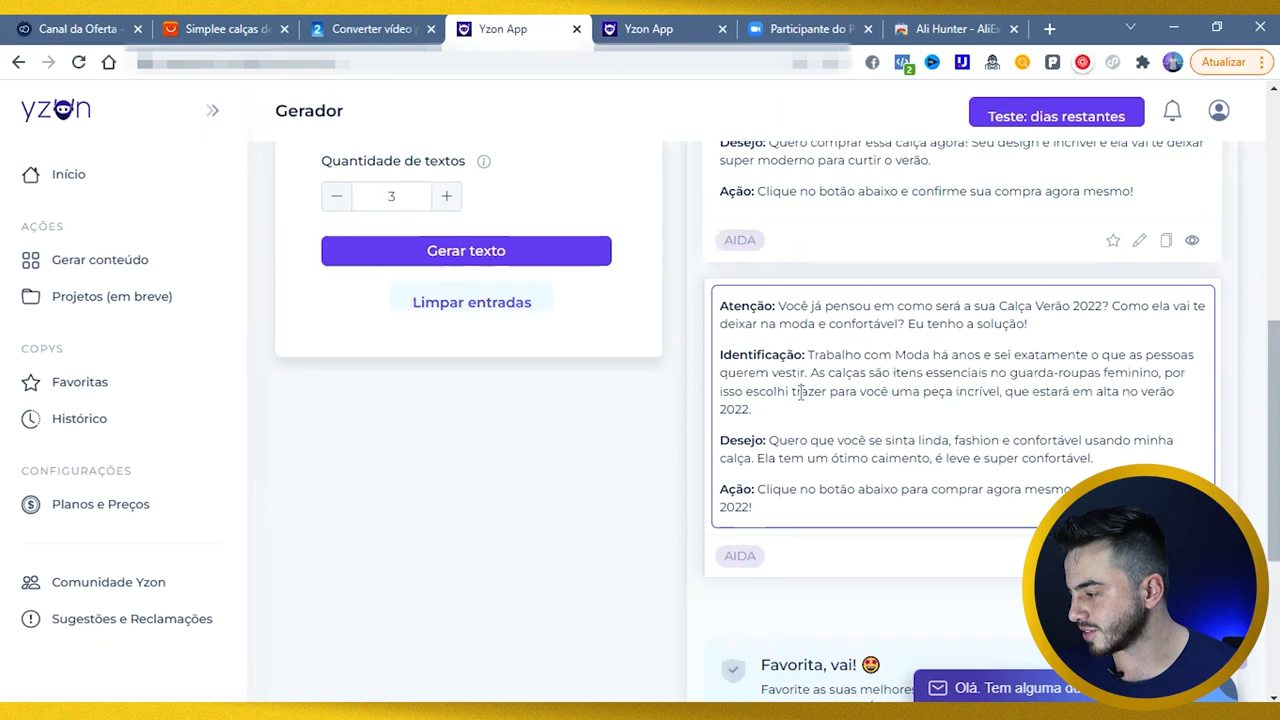 Canal da Oferta -
Simplee calças d
Converter vídeo
Yzon App
Yzon App
Participante do P
Ali Hunter - AliEx
2
Atualizar
yzon
Gerador
Teste: dias restantes
Início
AÇÕES
Gerar conteúdo
Projetos (em breve)
COPYS
Favoritas
Histórico
CONFIGURAÇÕES
Planos e Preços
Comunidade Yzon
Sugestões e Reclamações
Quantidade de textos
3
Gerar texto
Limpar entradas
Desejo: Quero comprar essa calça agora! Seu design é incrível e ela vai te deixar
super moderno para curtir o verão.
Ação: Clique no botão abaixo e confirme sua compra agora mesmo!
AIDA
Atenção: Você já pensou em como será a sua Calça Verão 2022? Como ela vai te
deixar na moda e confortável? Eu tenho a solução!
Identificação: Trabalho com Moda há anos e sei exatamente o que as pessoas
querem vestir. As calças são itens essenciais no guarda-roupas feminino, por
isso escolhi trazer para você uma peça incrível, que estará em alta no verão
2022.
Desejo: Quero que você se sinta linda, fashion e confortável usando minha
calça. Ela tem um ótimo caimento, é leve e super confortável.
Ação: Clique no botão abaixo para comprar agora mesmo
2022!
AIDA
Favorita, vai!
Favorite as suas melhores
Olá. Tem alguma